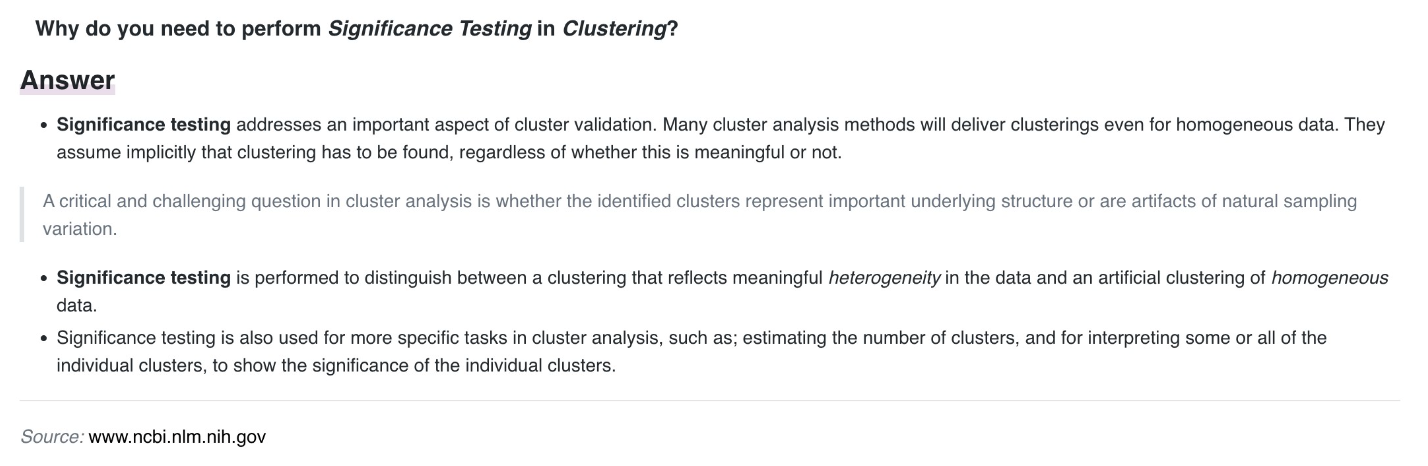 Why do you need to perform Significance Testing in Clustering?
Answer
• Significance testing addresses an important aspect of cluster validation. Many cluster analysis methods will deliver clusterings even for homogeneous data. They
assume implicitly that clustering has to be found, regardless of whether this is meaningful or not.
A critical and challenging question in cluster analysis is whether the identified clusters represent important underlying structure or are artifacts of natural sampling
variation.
• Significance testing is performed to distinguish between a clustering that reflects meaningful heterogeneity in the data and an artificial clustering of homogeneous
data.
• Significance testing is also used for more specific tasks in cluster analysis, such as; estimating the number of clusters, and for interpreting some or all of the
individual clusters, to show the significance of the individual clusters.
Source: www.ncbi.nlm.nih.gov